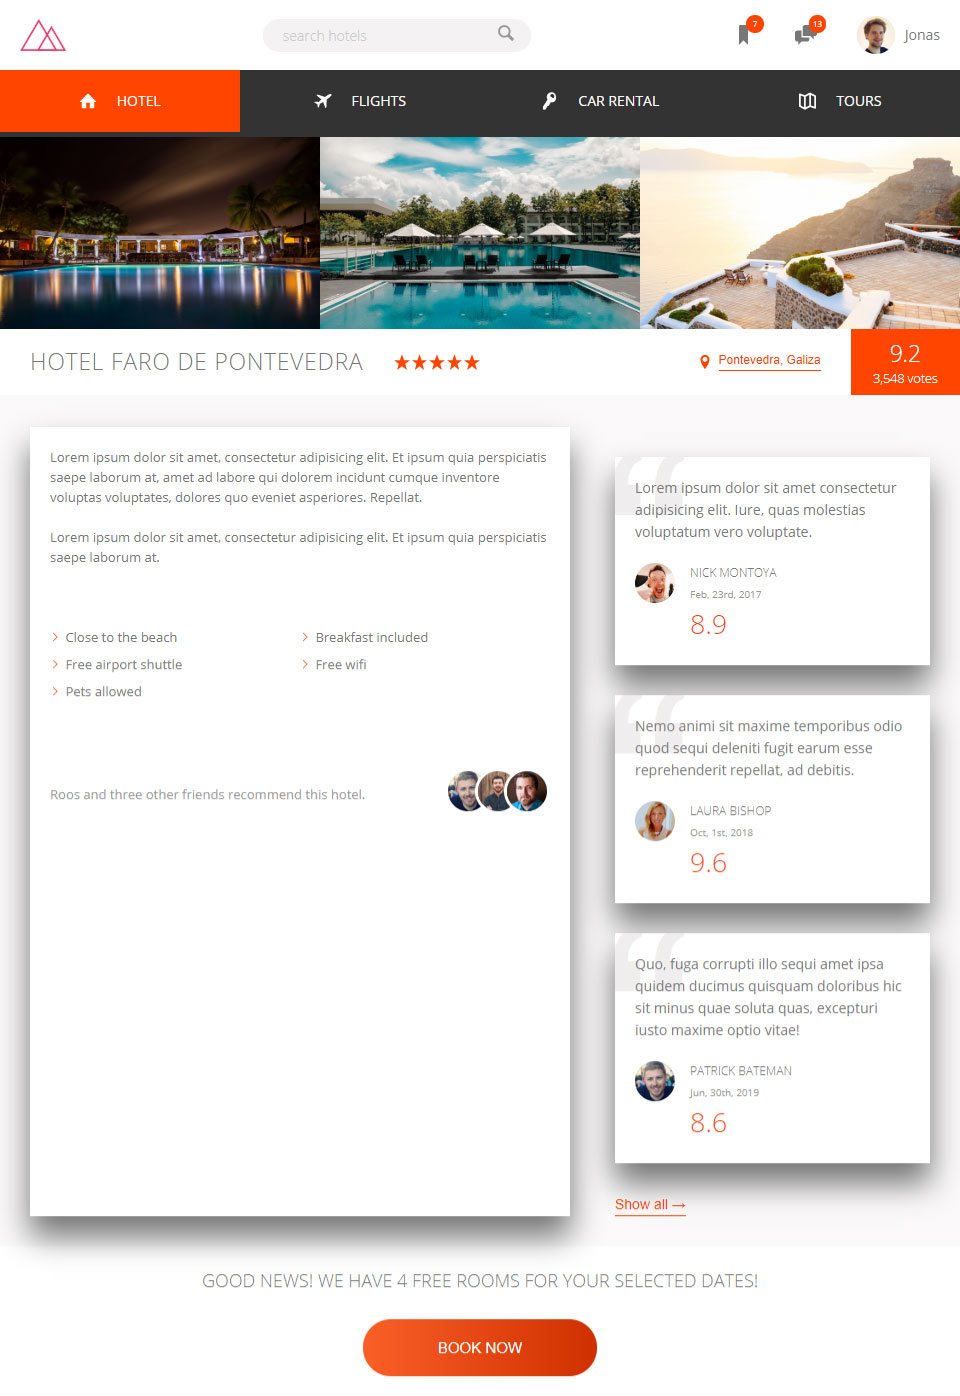 search hotels
7
13
Jonas
HOTEL
FLIGHTS
CAR RENTAL
TOURS
HOTEL FARO DE PONTEVEDRA
Pontevedra, Galiza
9.2
3,548 votes
Lorem ipsum dolor sit amet, consectetur adipisicing elit. Et ipsum quia perspiciatis
saepe laborum at, amet ad labore qui dolorem incidunt cumque inventore
voluptas voluptates, dolores quo eveniet asperiores. Repellat.
Lorem ipsum dolor sit amet, consectetur adipisicing elit. Et ipsum quia perspiciatis
saepe laborum at.
Close to the beach
Breakfast included
Free airport shuttle
Free wifi
Pets allowed
Roos and three other friends recommend this hotel.
“
Lorem ipsum dolor sit amet consectetur
adipisicing elit. Iure, quas molestias
voluptatum vero voluptate.
NICK MONTOYA
Feb, 23rd, 2017
8.9
“
Nemo animi sit maxime temporibus odio
quod sequi deleniti fugit earum esse
reprehenderit repellat, ad debitis.
LAURA BISHOP
Oct, 1st, 2018
9.6
“
Quo, fuga corrupti illo sequi amet ipsa
quidem ducimus quisquam doloribus hic
sit minus quae soluta quas, excepturi
iusto maxime optio vitae!
PATRICK BATEMAN
Jun, 30th, 2019
8.6
Show all →
GOOD NEWS! WE HAVE 4 FREE ROOMS FOR YOUR SELECTED DATES!
BOOK NOW